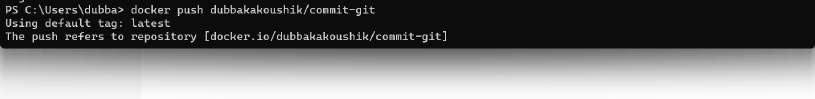 PS C:\Users\dubba> docker push dubbakakoushik/commit-git
Using default tag: latest
The push refers to repository [docker.io/dubbakakoushik/commit-git]